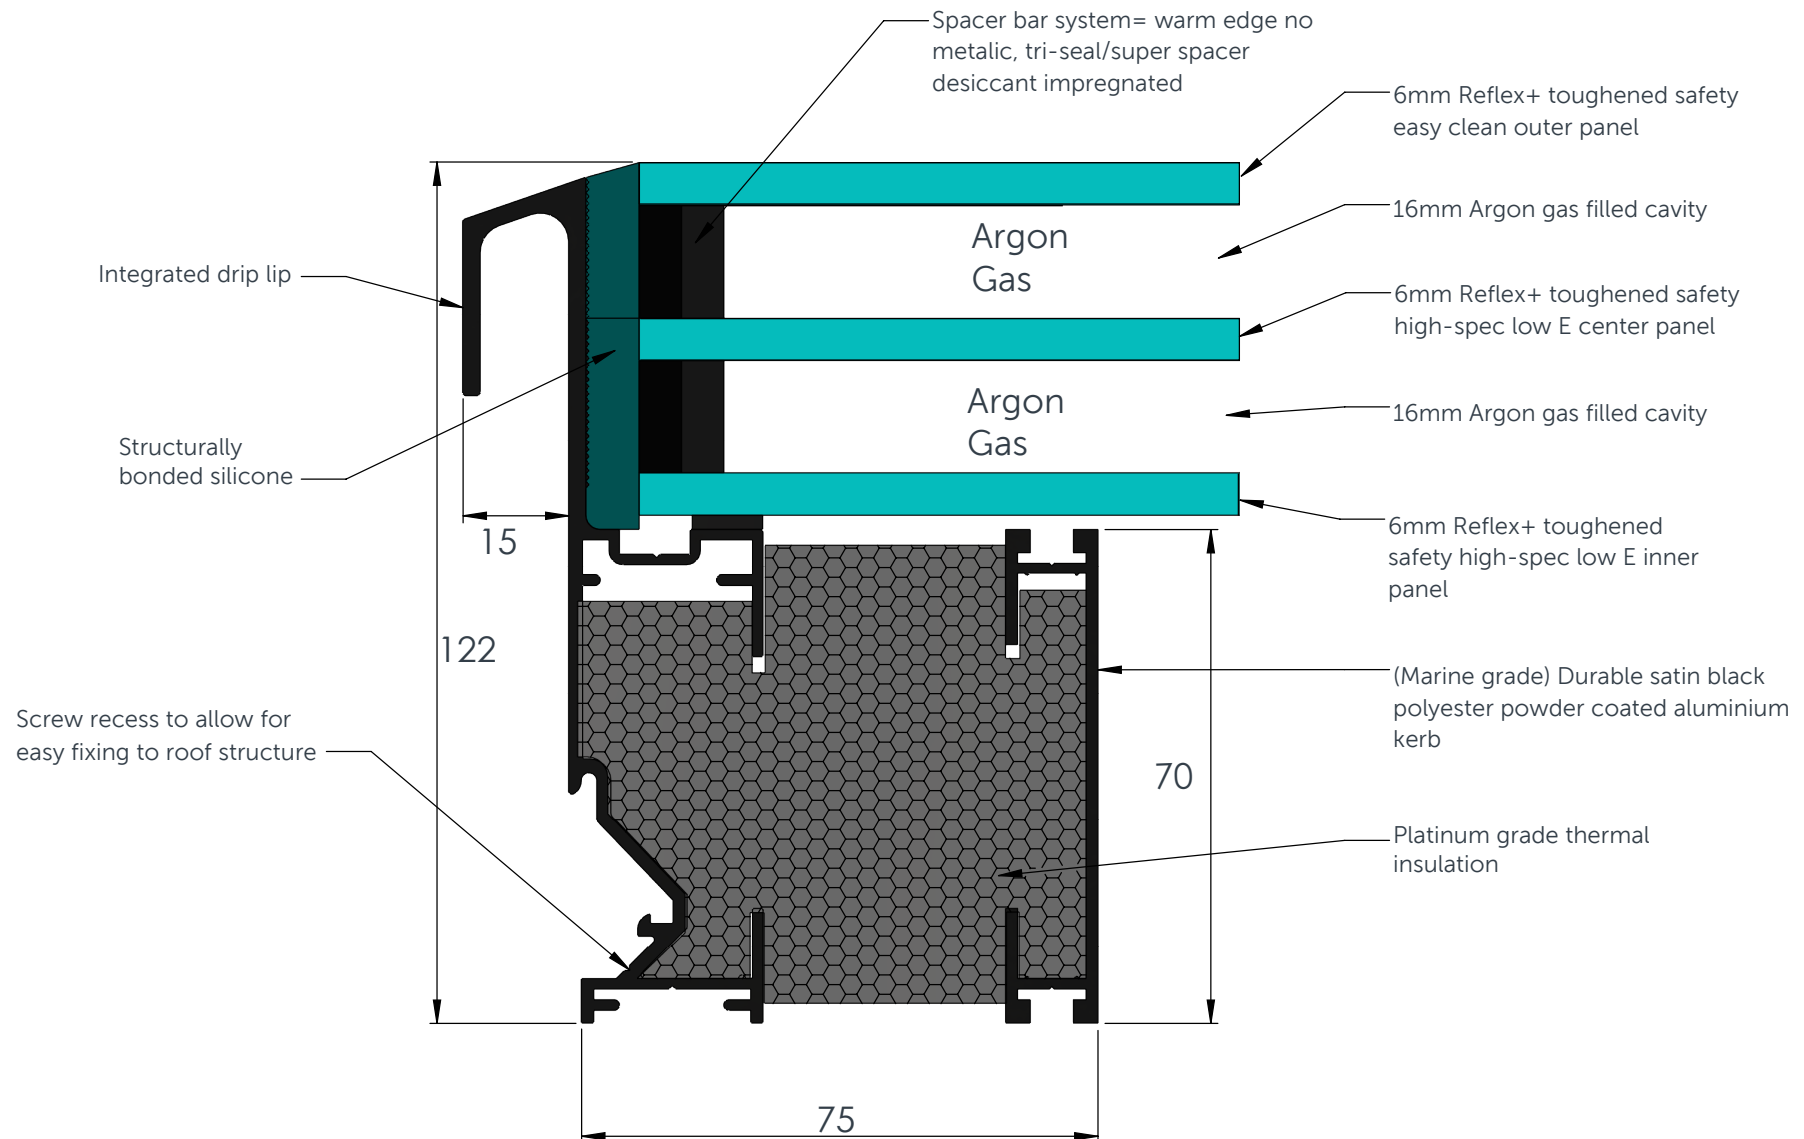 Spacer bar system= warm edge no
metalic, tri-seal/super spacer
desiccant impregnated
6mm Reflex+ toughened safety
easy clean outer panel
16mm Argon gas filled cavity
Argon
Gas
Integrated drip lip
6mm Reflex+ toughened safety
high-spec low E center panel
Argon
Gas
16mm Argon gas filled cavity
Structurally
bonded silicone
15
6mm Reflex+ toughened
safety high-spec low E inner
panel
122
(Marine grade) Durable satin black
polyester powder coated aluminium
kerb
Screw recess to allow for
easy fixing to roof structure
70
Platinum grade thermal
insulation
75